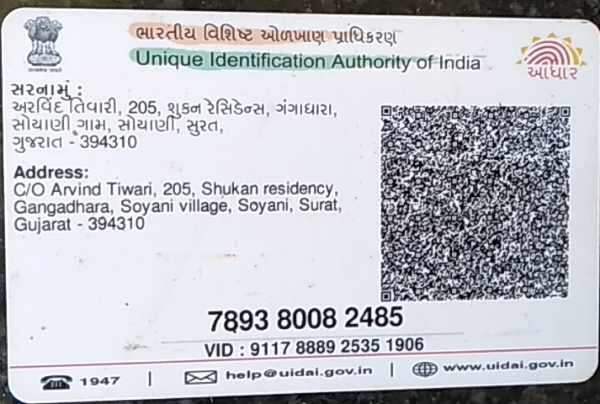 ભારતીય વિશિષ્ટ ઓળખાણ પ્રાધિકરણ
Unique Identification Authority of India
આધાર
સરનામું :
અરવિંદ તિવારી, 205, શુકન રેસિડેન્સ, ગંગાધારા,
સોયાણી ગામ, સોયાણી, સુરત,
ગુજરાત - 394310
Address:
C/O Arvind Tiwari, 205, Shukan residency,
Gangadhara, Soyani village, Soyani, Surat,
Gujarat - 394310
7893 8008 2485
VID : 9117 8889 2535 1906
1947 | help@uidai.gov.in | www.uidai.gov.in